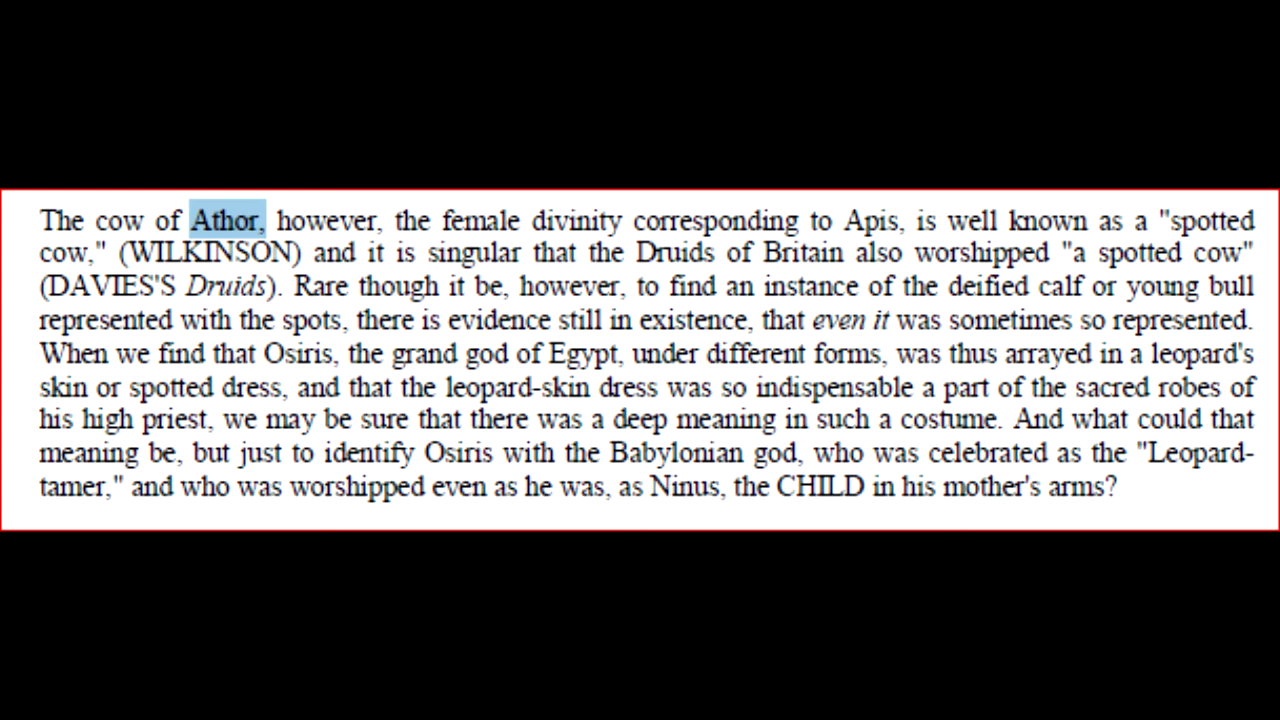 The cow of Athor, however, the female divinity corresponding to Apis, is well known as a "spotted
cow," (WILKINSON) and it is singular that the Druids of Britain also worshipped "a spotted cow"
(DAVIES'S Druids). Rare though it be, however, to find an instance of the deified calf or young bull
represented with the spots, there is evidence still in existence, that even it was sometimes so represented.
When we find that Osiris, the grand god of Egypt, under different forms, was thus arrayed in a leopard's
skin or spotted dress, and that the leopard-skin dress was so indispensable a part of the sacred robes of
his high priest, we may be sure that there was a deep meaning in such a costume. And what could that
meaning be, but just to identify Osiris with the Babylonian god, who was celebrated as the "Leopard-
tamer," and who was worshipped even as he was, as Ninus, the CHILD in his mother's arms?